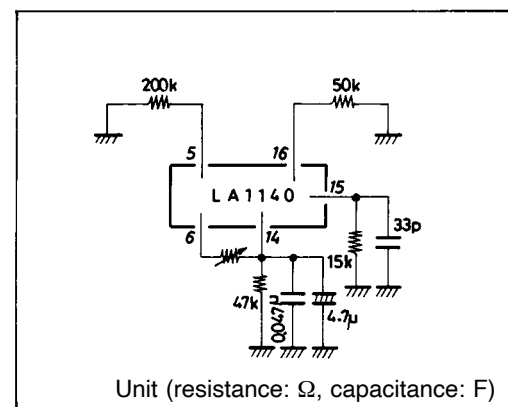 200k
50k
5
16
LA1140
15
6
14
33p
15k
47k
0.047μ
4.7μ
Unit (resistance: Ω, capacitance: F)